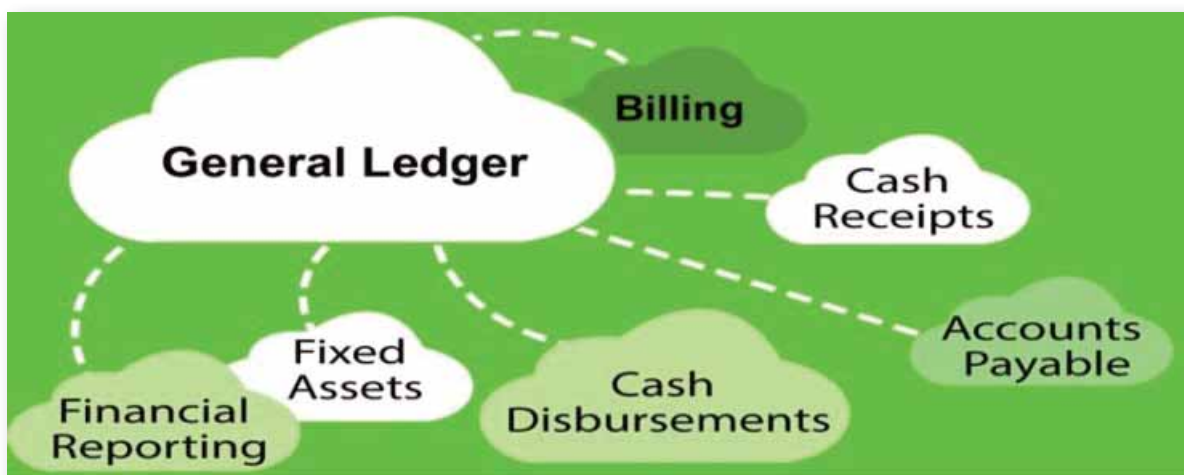 General Ledger
Billing
Cash
Receipts
Accounts
Payable
Fixed
Assets
Cash
Disbursements
Financial
Reporting